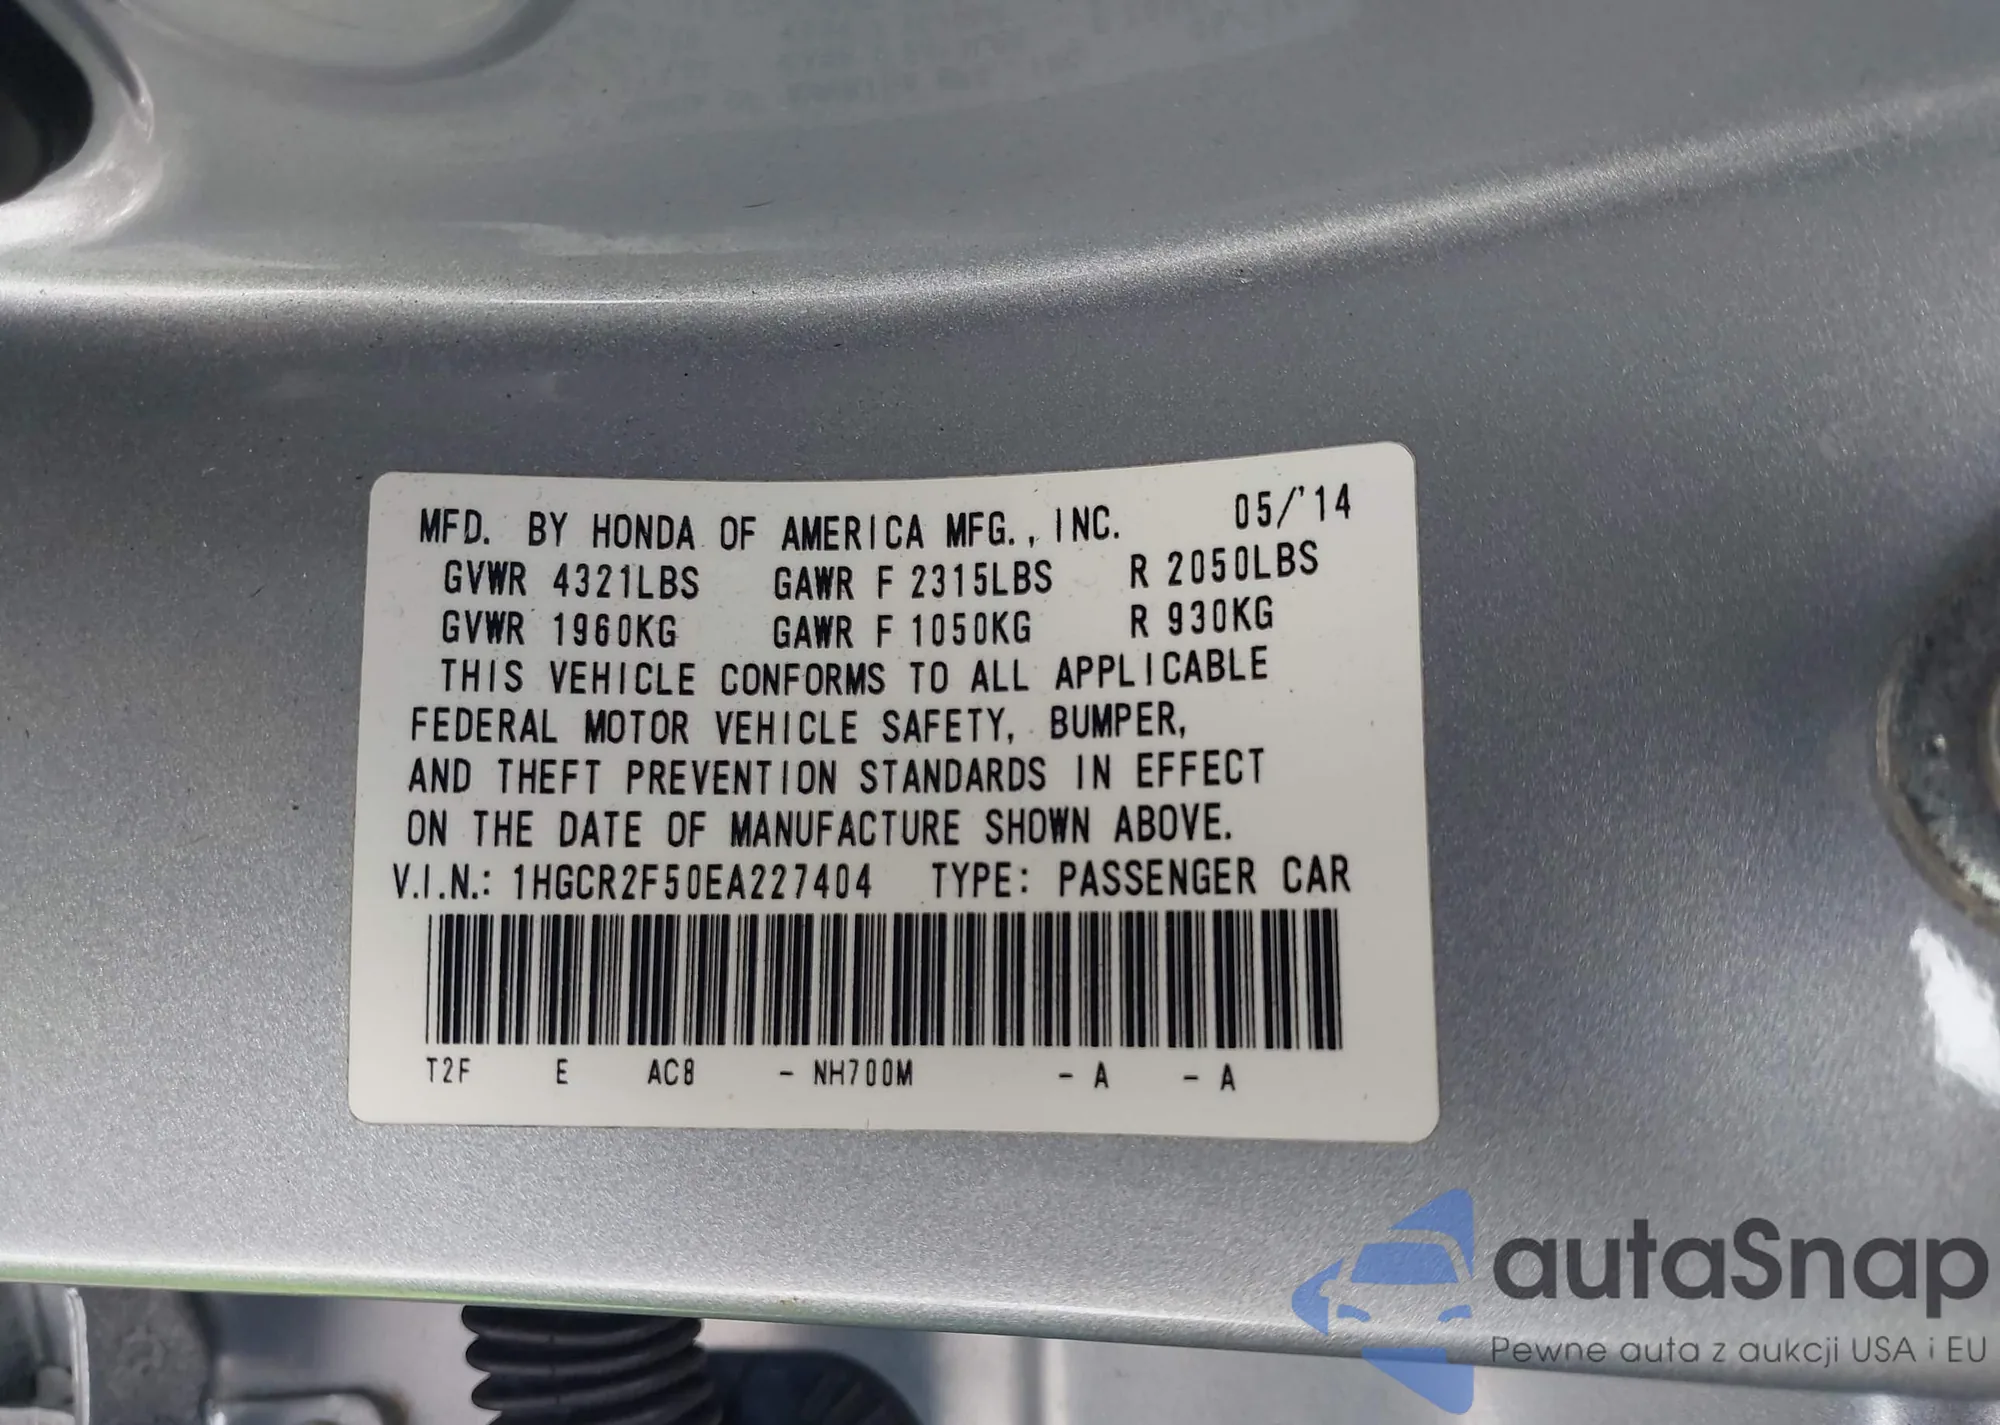 MFD. BY HONDA OF AMERICA MFG., INC. 05/'14
GVWR 4321LBS GAWR F 2315LBS R 2050LBS
GVWR 1960KG GAWR F 1050KG R 930KG
THIS VEHICLE CONFORMS TO ALL APPLICABLE
FEDERAL MOTOR VEHICLE SAFETY, BUMPER,
AND THEFT PREVENTION STANDARDS IN EFFECT
ON THE DATE OF MANUFACTURE SHOWN ABOVE.
V.I.N.: 1HGCR2F50EA227404 TYPE: PASSENGER CAR
T2F E AC8 - NH700M - A - A
autaSnap
Pewne auta z aukcji USA i EU